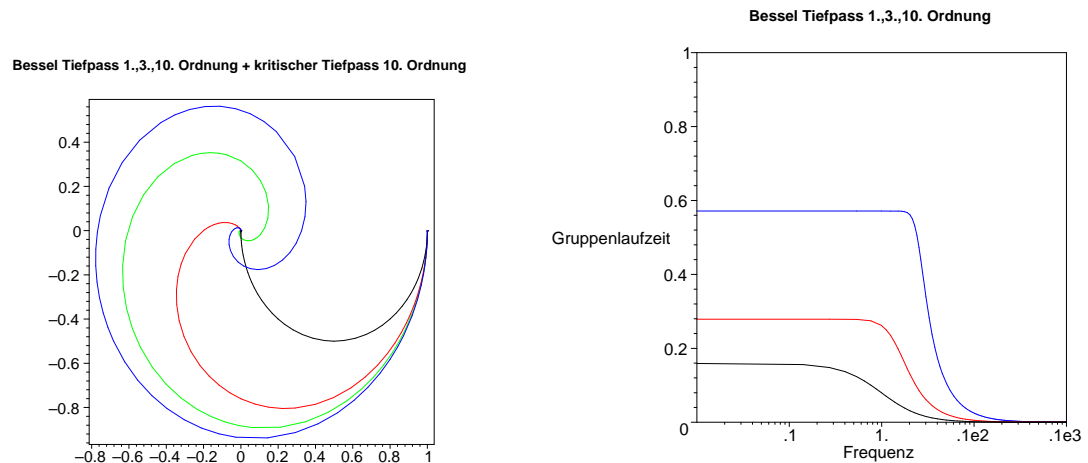 Bessel Tiefpass 1.,3.,10. Ordnung + kritischer Tiefpass 10. Ordnung
0.4
0.2
0
–0.2
–0.4
–0.6
–0.8
–0.8 –0.6 –0.4 –0.2 0 0.2 0.4 0.6 0.8 1
Bessel Tiefpass 1.,3.,10. Ordnung
1
0.8
0.6
Gruppenlaufzeit
0.4
0.2
0
.1 1. .1e2 .1e3
Frequenz